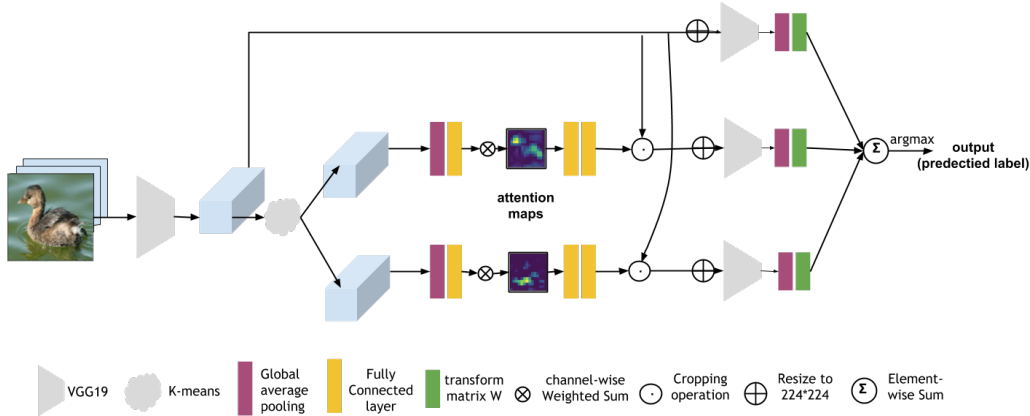 argmax
output
(predectied label)
attention
maps
VGG19
K-means
Global
average
pooling
Fully
Connected
layer
transform
matrix W
channel-wise
Weighted Sum
Cropping
operation
Resize to
224*224
Σ
Σ
Element-
wise Sum